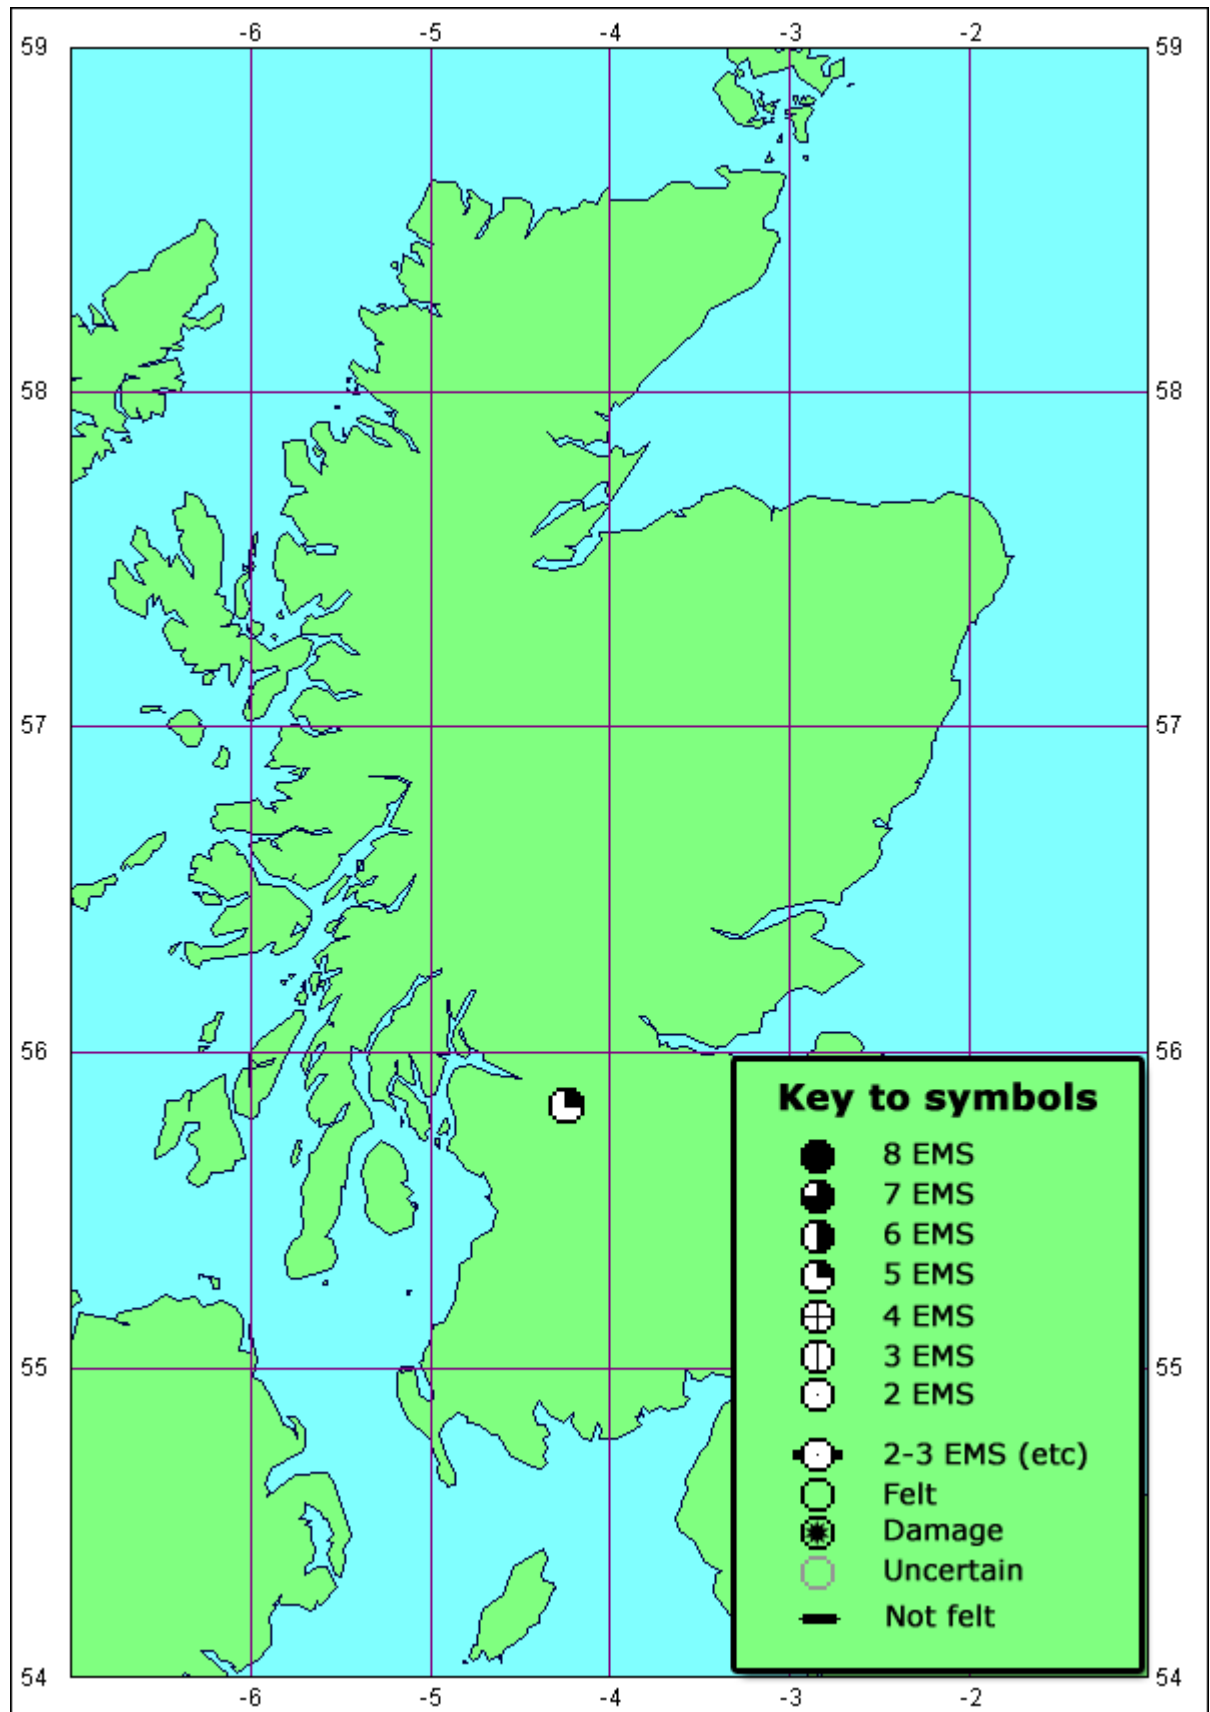 -6 -5 -4 -3 -2
59 59
58 58
57 57
56 56
Key to symbols
8 EMS
7 EMS
6 EMS
5 EMS
4 EMS
3 EMS
55 55
2 EMS
2-3 EMS (etc)
Felt
Damage
Uncertain
Not felt
54 54
-6 -5 -4 -3 -2